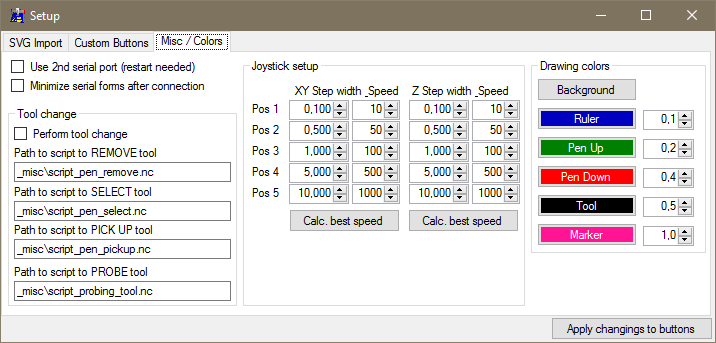 Setup
SVG Import Custom Buttons Misc / Colors
Use 2nd serial port (restart needed)
Minimize serial forms after connection
Tool change
Perform tool change
Path to script to REMOVE tool
_misc\script_pen_remove.nc
Path to script to SELECT tool
_misc\script_pen_select.nc
Path to script to PICK UP tool
_misc\script_pen_pickup.nc
Path to script to PROBE tool
_misc\script_probing_tool.nc
Joystick setup
XY Step width _Speed Z Step width _Speed
Pos 1 0,100 10 0,100 10
Pos 2 0,500 50 0,500 50
Pos 3 1,000 100 1,000 100
Pos 4 5,000 500 5,000 500
Pos 5 10,000 1000 10,000 1000
Calc. best speed Calc. best speed
Drawing colors
Background
Ruler 0,1
Pen Up 0,2
Pen Down 0,4
Tool 0,5
Marker 1,0
Apply changings to buttons